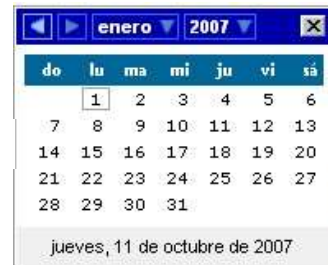 enero 2007
do lu ma mi ju vi sá
1 2 3 4 5 6
7 8 9 10 11 12 13
14 15 16 17 18 19 20
21 22 23 24 25 26 27
28 29 30 31
jueves, 11 de octubre de 2007